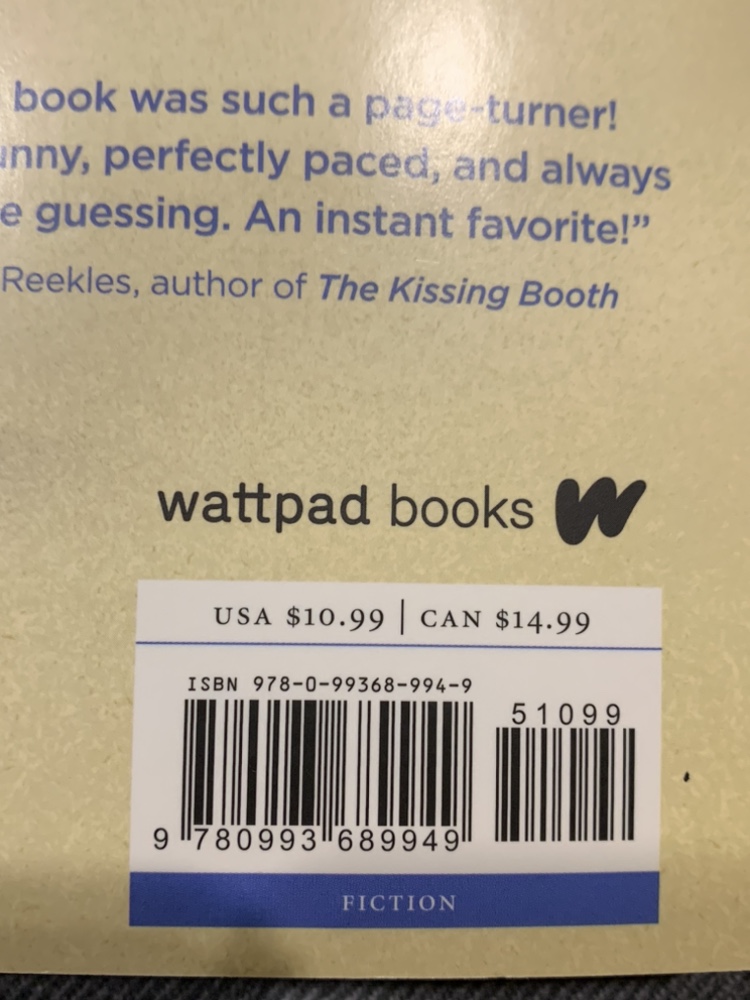 book was such a page-turner!
unny, perfectly paced, and always
e guessing. An instant favorite!”
Reekles, author of The Kissing Booth
wattpad books W
USA $10.99 | CAN $14.99
ISBN 978-0-99368-994-9
51099
9 780993 689949
FICTION